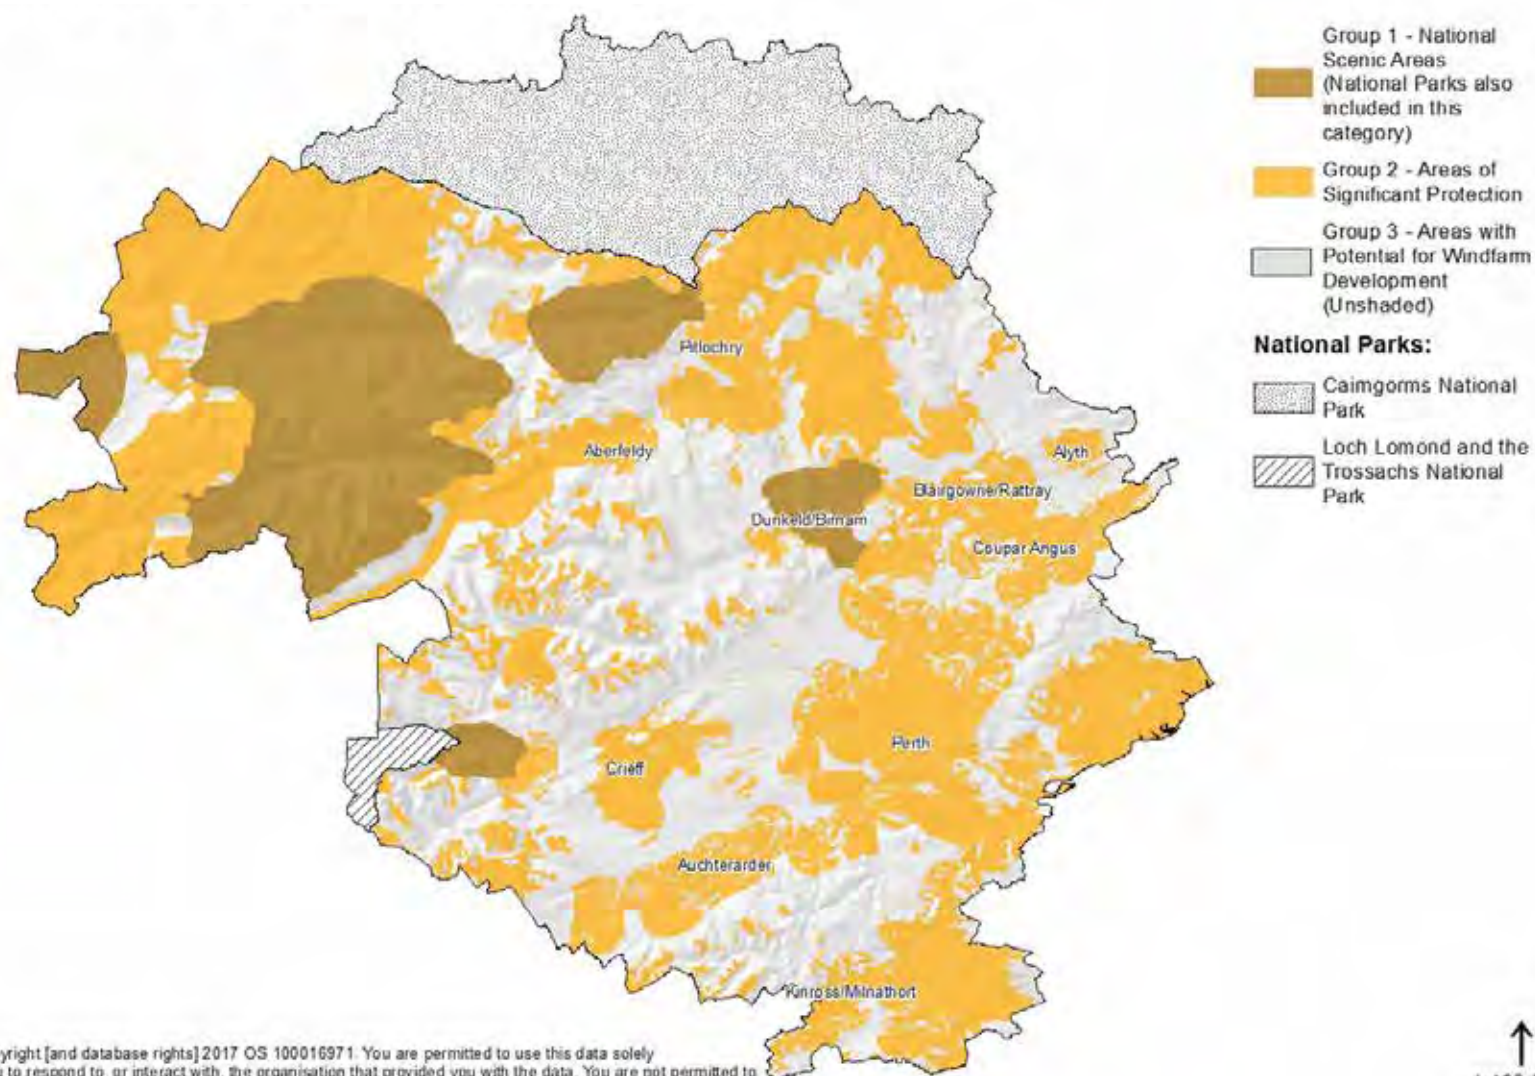 Group 1 - National
Scenic Areas
(National Parks also
included in this
category)
Group 2 - Areas of
Significant Protection
Group 3 - Areas with
Potential for Windfarm
Development
(Unshaded)
National Parks:
Cairngorms National
Park
Loch Lomond and the
Trossachs National
Park
Pitlochry
Aberfeldy
Alyth
Blairgowrie/Rattray
Dunkeld/Birnam
Coupar Angus
Perth
Crieff
Auchterarder
Kinross/Milnathort
yright [and database rights] 2017 OS 100016971. You are permitted to use this data solely
to respond to, or interact with, the organisation that provided you with the data. You are not permitted to